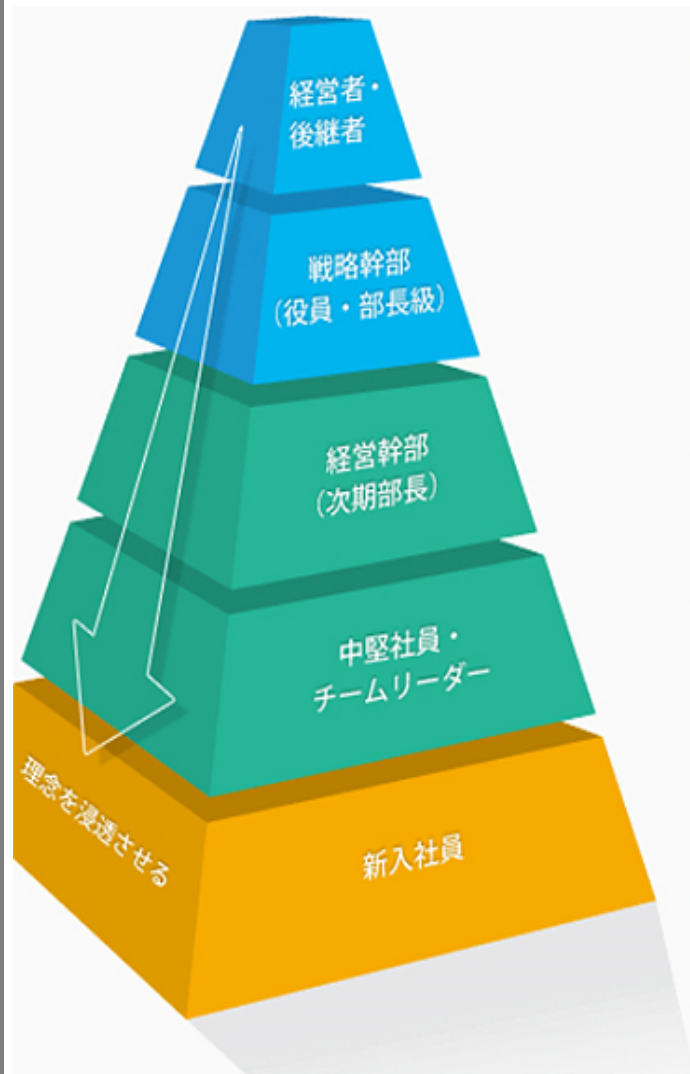 経営者・
後継者
戦略幹部
（役員・部長級）
経営幹部
（次期部長）
中堅社員・
チームリーダー
新入社員
理念を浸透させる